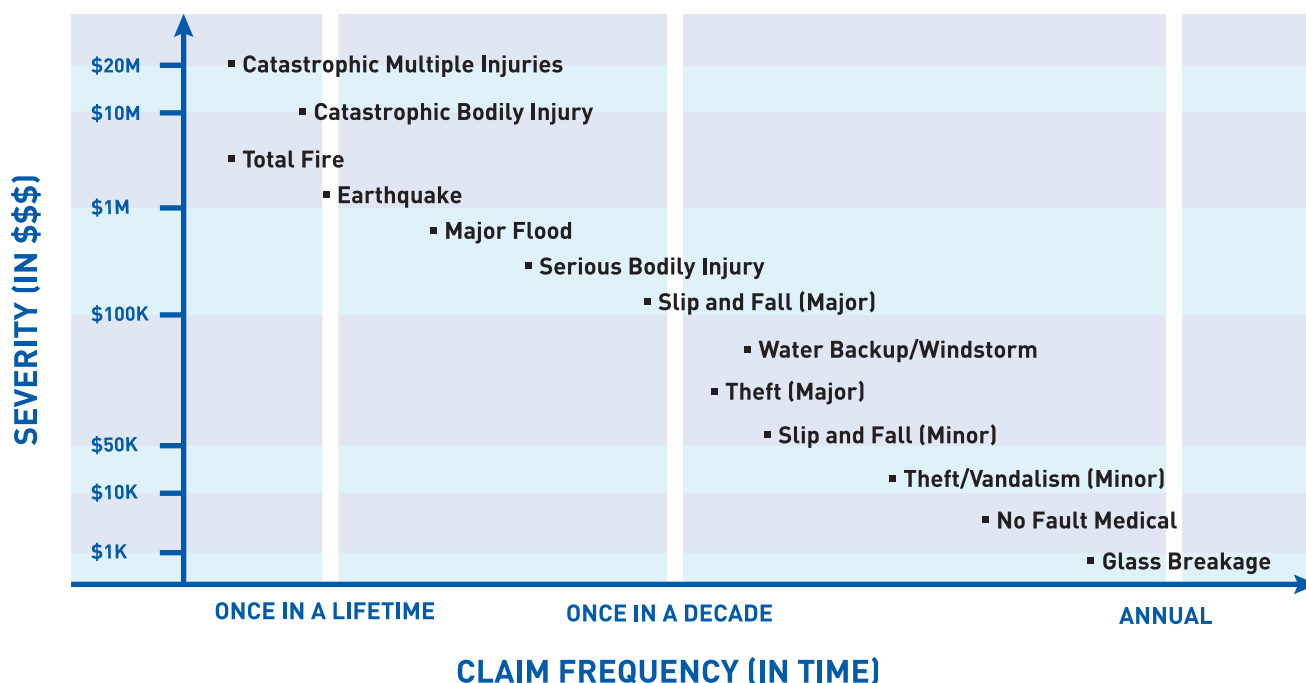 SEVERITY (IN $$$)
$20M
$10M
$1M
$100K
$50K
$10K
$1K
Catastrophic Multiple Injuries
Catastrophic Bodily Injury
Total Fire
Earthquake
Major Flood
Serious Bodily Injury
Slip and Fall (Major)
Water Backup/Windstorm
Theft (Major)
Slip and Fall (Minor)
Theft/Vandalism (Minor)
No Fault Medical
Glass Breakage
ONCE IN A LIFETIME
ONCE IN A DECADE
ANNUAL
CLAIM FREQUENCY (IN TIME)